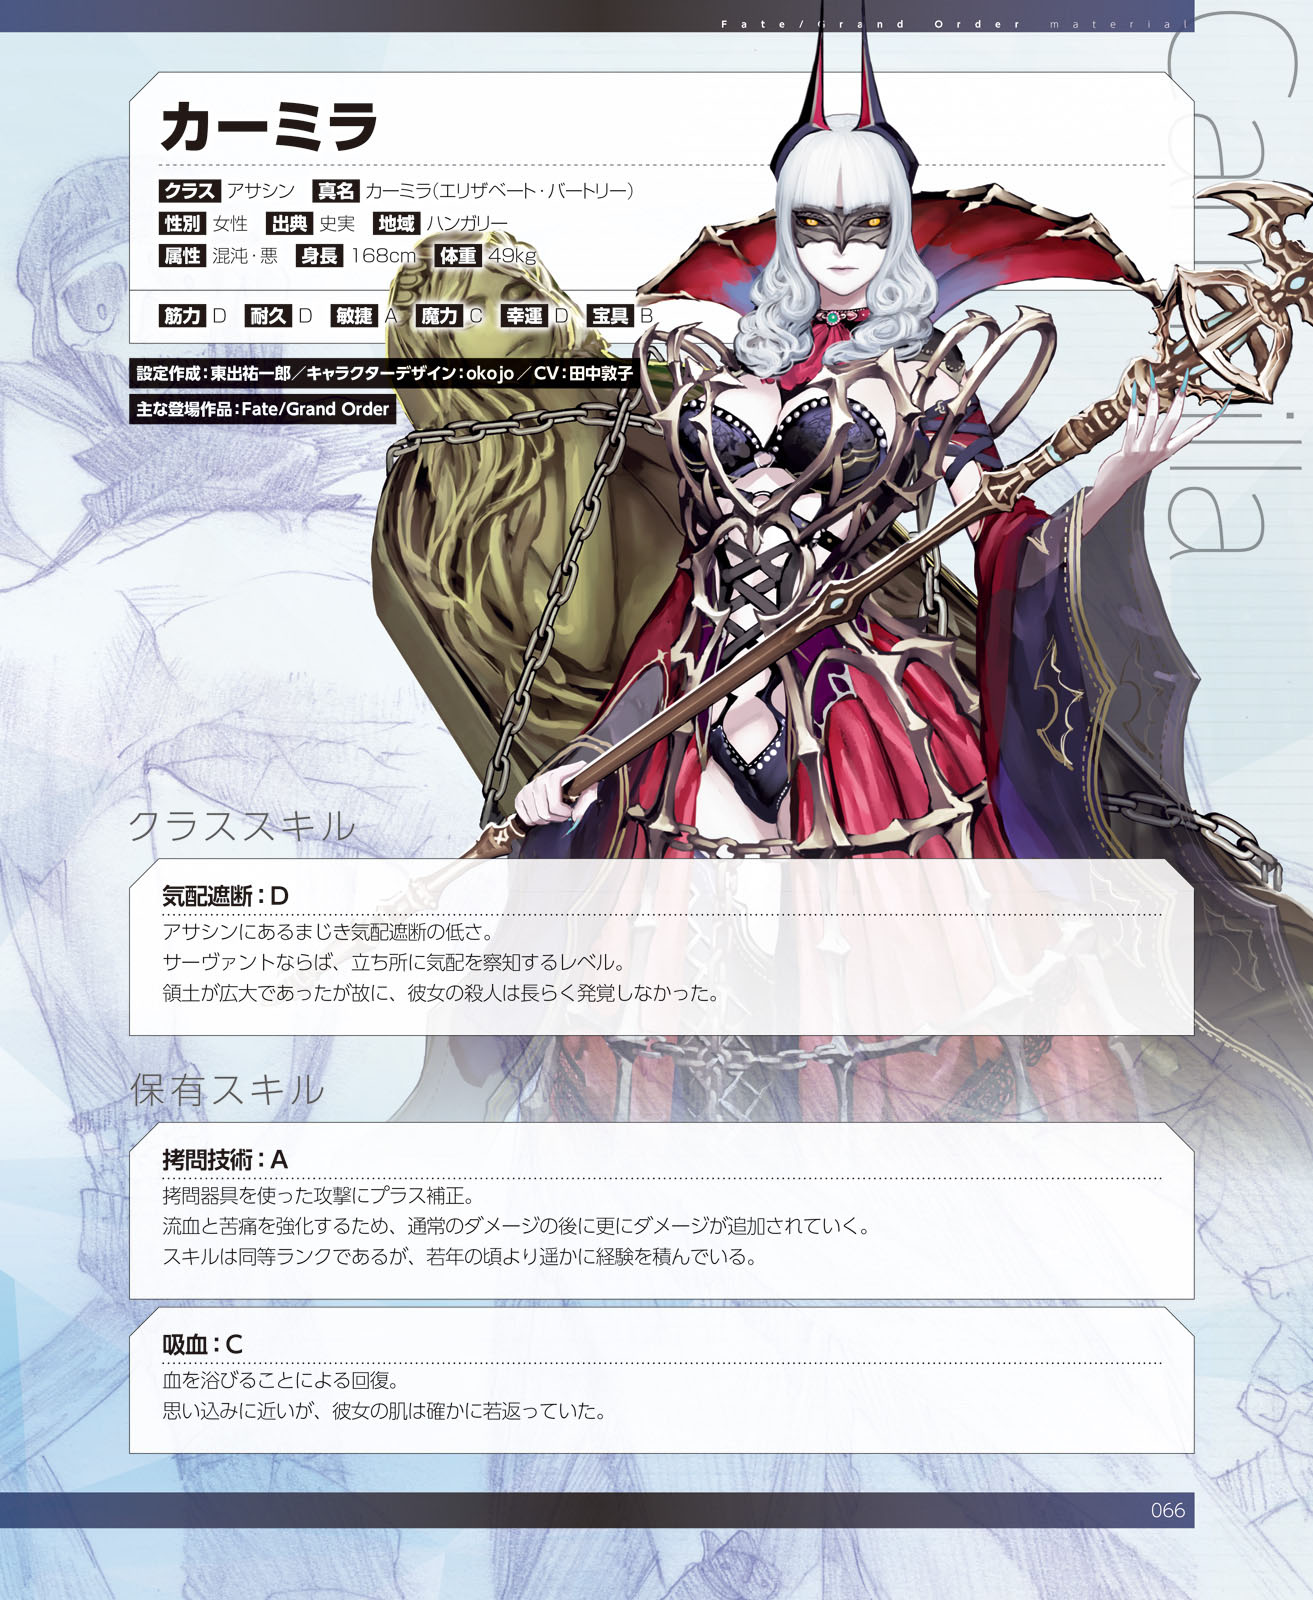 Fate/Grand Order material
Carmilla
カーミラ
クラス アサシン 真名 カーミラ(エリザベート・バートリー)
性別 女性 出典 史実 地域 ハンガリー
属性 混沌・悪 身長 168cm 体重 49kg
筋力 D 耐久 D 敏捷 A 魔力 C 幸運 D 宝具 B
設定作成:東出祐一郎/キャラクターデザイン:okojo/CV:田中敦子
主な登場作品:Fate/Grand Order
クラススキル
気配遮断:D
アサシンにあるまじき気配遮断の低さ。
サーヴァントならば、立ち所に気配を察知するレベル。
領土が広大であったが故に、彼女の殺人は長らく発覚しなかった。
保有スキル
拷問技術:A
拷問器具を使った攻撃にプラス補正。
流血と苦痛を強化するため、通常のダメージの後に更にダメージが追加されていく。
スキルは同等ランクであるが、若年の頃より遥かに経験を積んでいる。
吸血:C
血を浴びることによる回復。
思い込みに近いが、彼女の肌は確かに若返っていた。
066